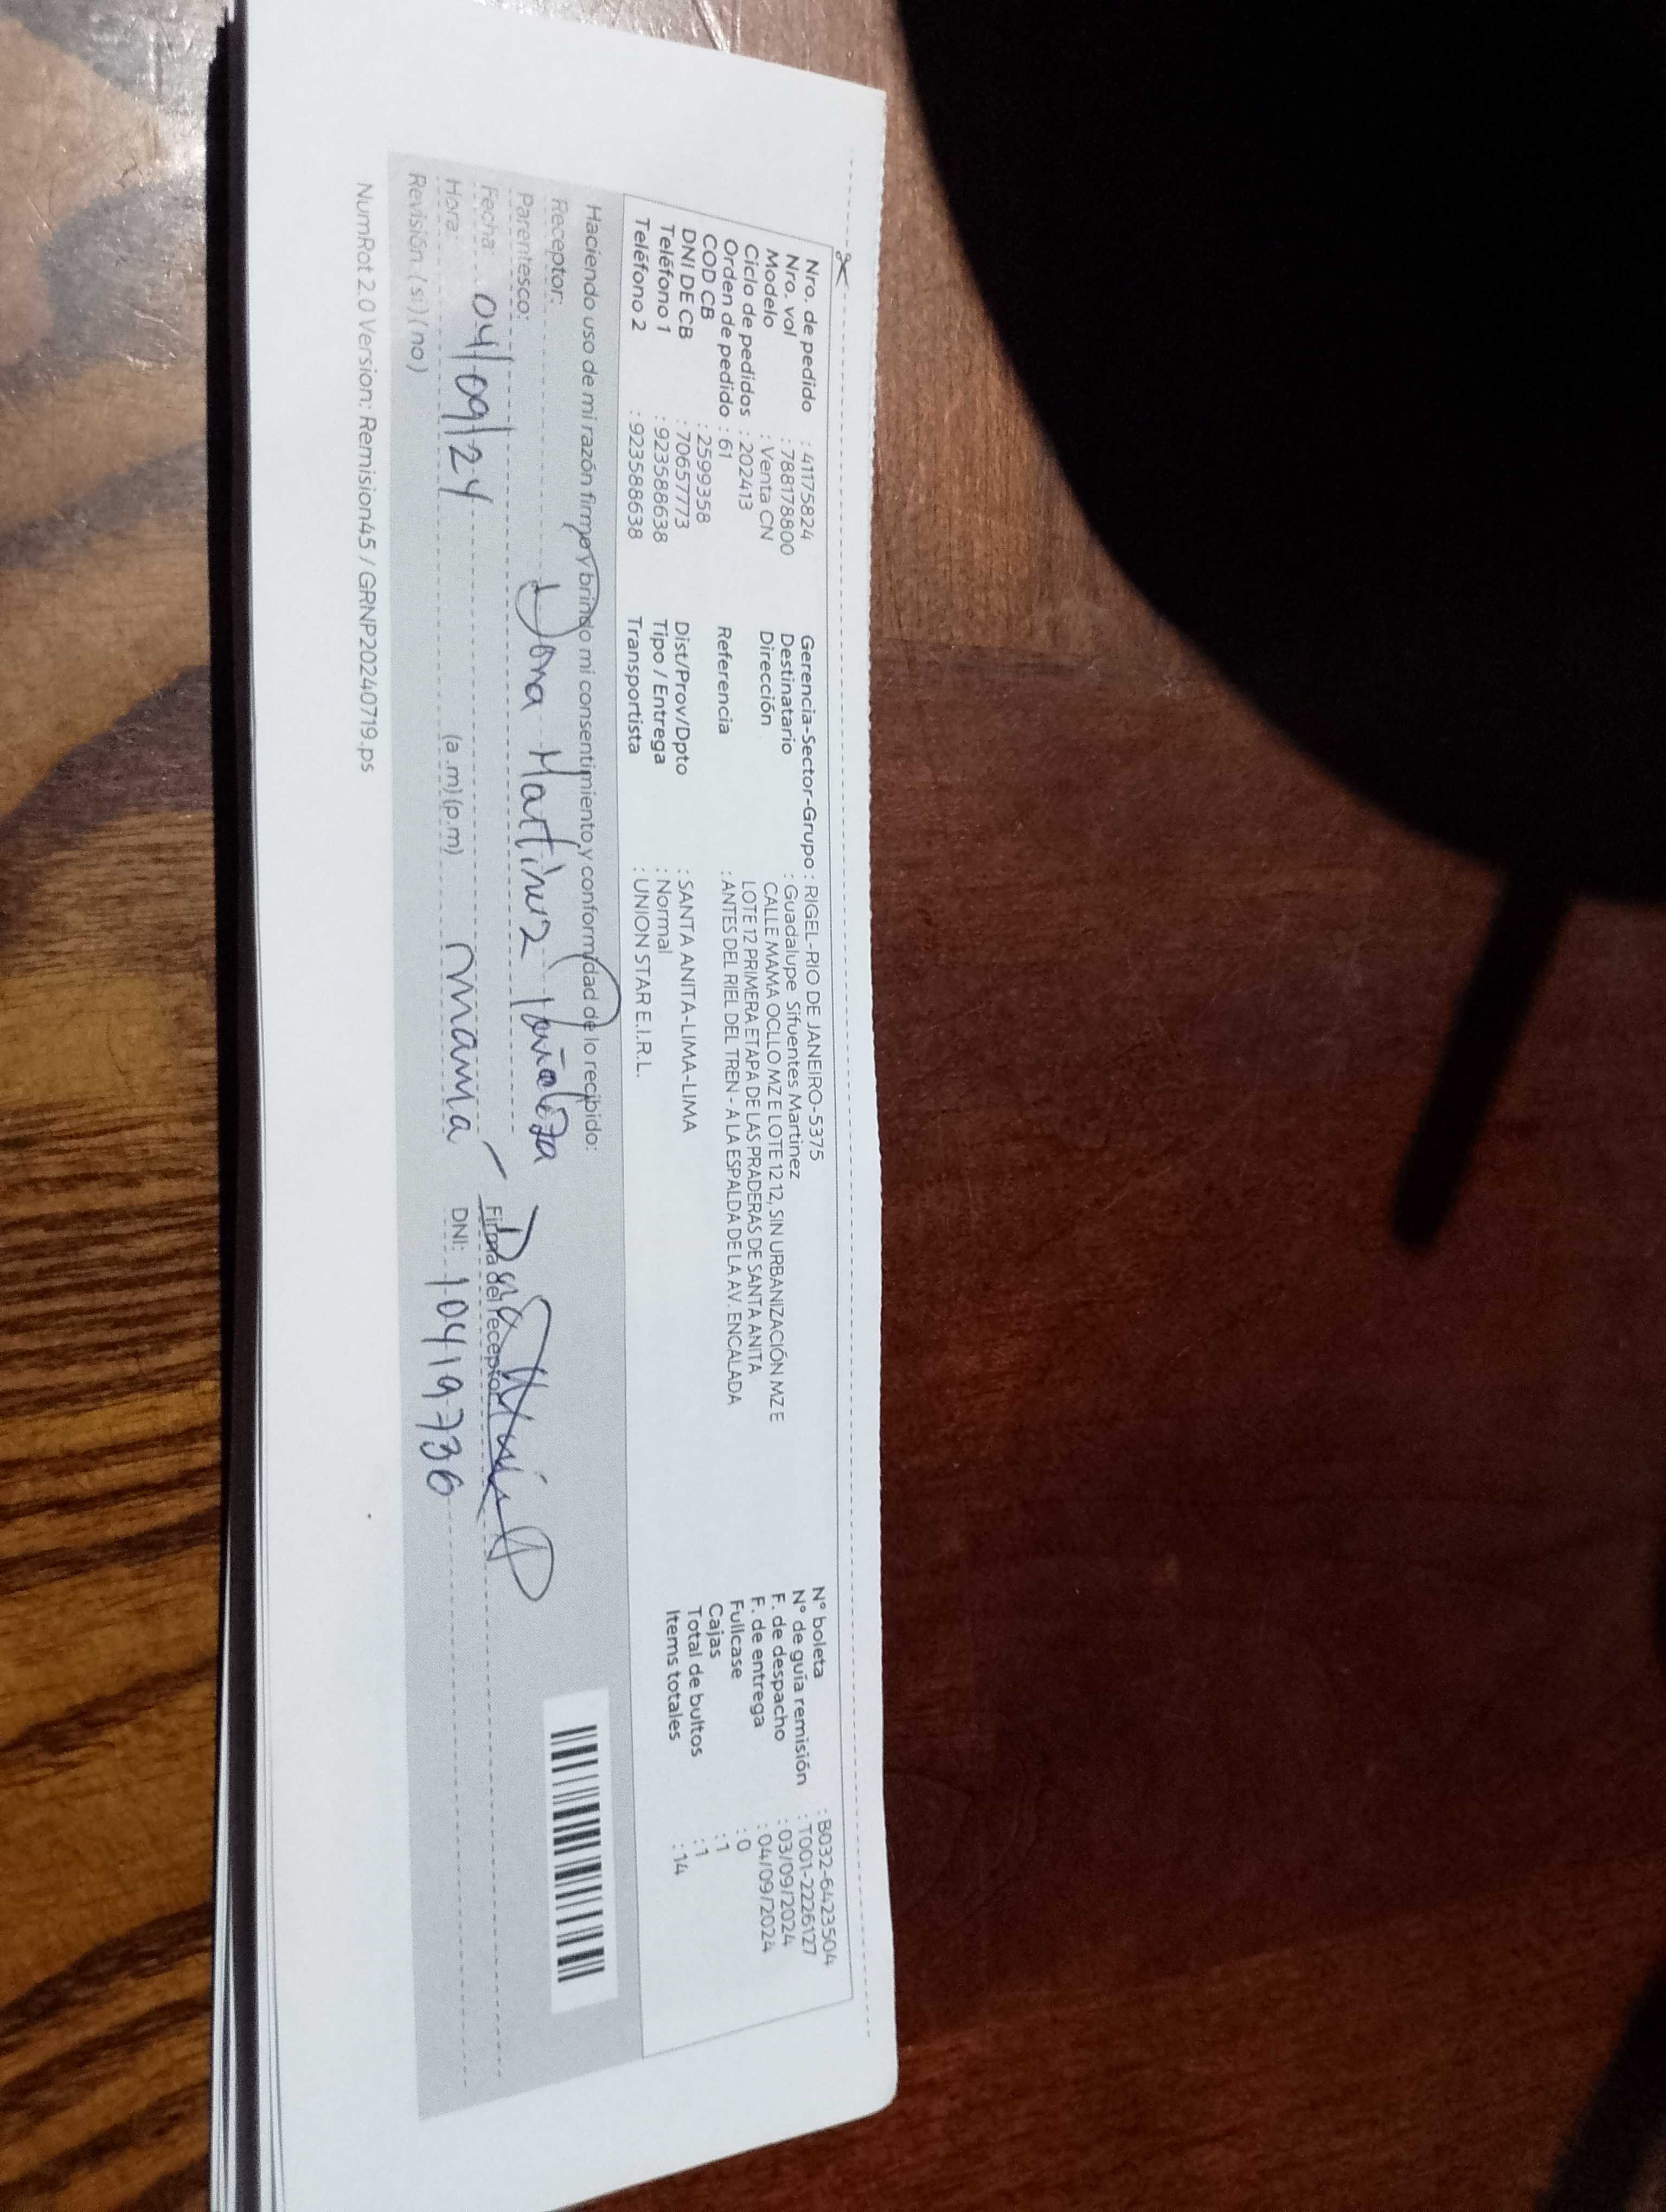 Nro. de pedido : 41175824
Nro. vol : 788178800
Modelo : Venta CN
Ciclo de pedidos : 202413
Orden de pedido : 61
COD CB : 2599358
DNI DE CB : 70657773
Teléfono 1 : 923588638
Teléfono 2 : 923588638
Gerencia-Sector-Grupo : RIGEL-RIO DE JANEIRO-5375
Destinatario : Guadalupe Sifuentes Martinez
Dirección CALLE MAMA OCLLO MZ E LOTE 12 12, SIN URBANIZACIÓN MZ E
LOTE 12 PRIMERA ETAPA DE LAS PRADERAS DE SANTA ANITA
Referencia : ANTES DEL RIEL DEL TREN - A LA ESPALDA DE LA AV. ENCALADA
Dist/Prov/Dpto : SANTA ANITA-LIMA-LIMA
Tipo / Entrega : Normal
Transportista : UNION STAR E.I.R.L.
N° boleta : B032-6423504
N° de guía remisión : T001-2226127
F. de despacho : 03/09/2024
F. de entrega : 04/09/2024
Fullcase : 0
Cajas : 1
Total de bultos : 1
Items totales : 14
Haciendo uso de mi razón firmo y brindo mi consentimiento y conformidad de lo recibido:
Receptor: Dona Martinez
Parentesco:
Fecha: 04/09/24 mamá Firma del receptor
Hora: (a.m)(p.m) DNI: 10419736
Revisión: (si)(no)
NumRot 2.0 Version: Remision45 / GRNP20240719.ps